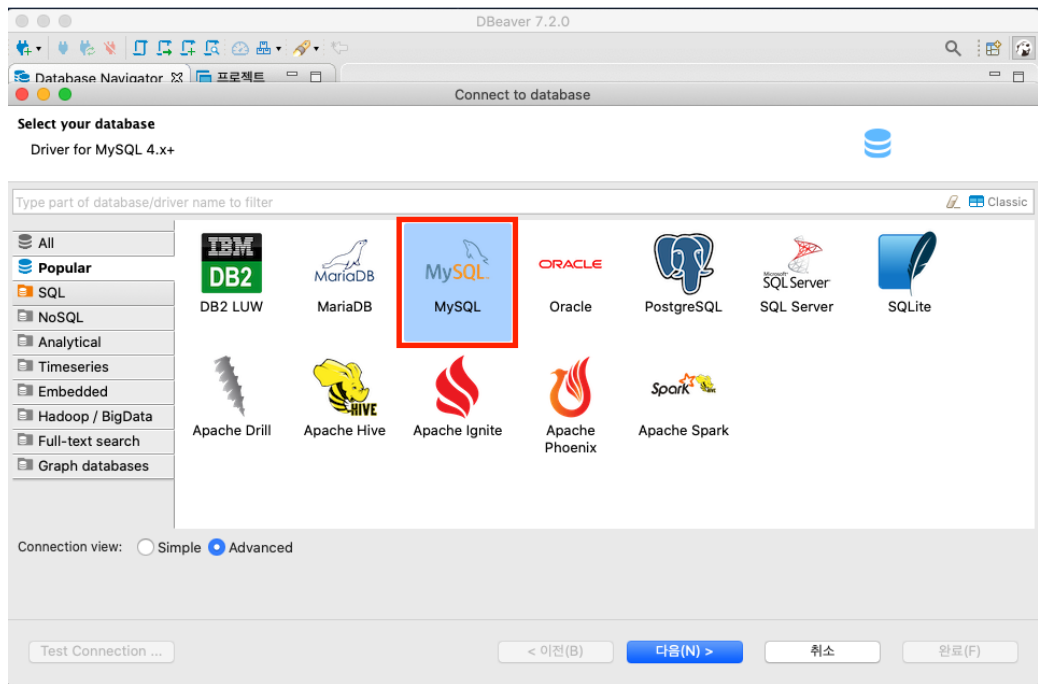 DBeaver 7.2.0
Database Navigator
프로젝트
Connect to database
Select your database
Driver for MySQL 4.x+
Type part of database/driver name to filter
Classic
All
Popular
SQL
NoSQL
Analytical
Timeseries
Embedded
Hadoop / BigData
Full-text search
Graph databases
IBM
DB2
DB2 LUW
MariaDB
MariaDB
MySQL
MySQL
ORACLE
Oracle
PostgreSQL
Microsoft
SQL Server
SQL Server
SQLite
Apache Drill
HIVE
Apache Hive
Apache Ignite
Apache
Phoenix
Spark
Apache Spark
Connection view: Simple Advanced
Test Connection ...
< 이전(B)
다음(N) >
취소
완료(F)